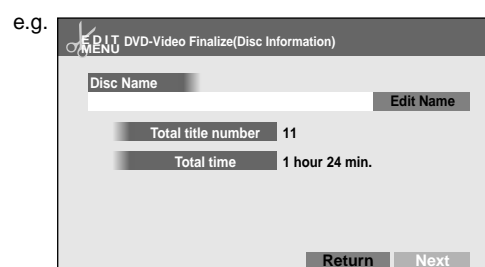 e.g.
EDIT
MENU DVD-Video Finalize(Disc Information)
Disc Name
Edit Name
Total title number 11
Total time 1 hour 24 min.
Return Next